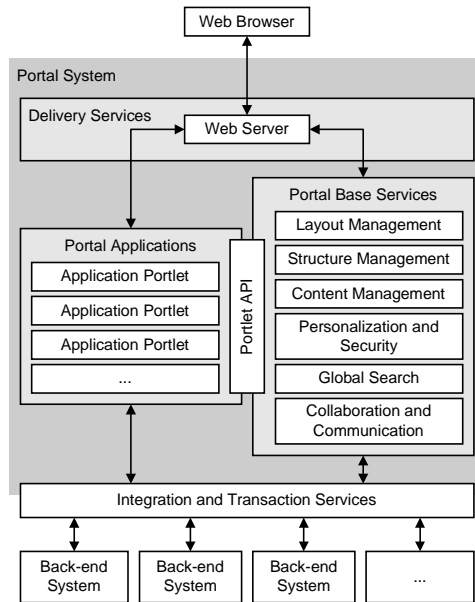 Web Browser
Portal System
Delivery Services
Web Server
Portal Base Services
Layout Management
Structure Management
Content Management
Personalization and
Security
Global Search
Collaboration and
Communication
Portal Applications
Application Portlet
Application Portlet
Application Portlet
...
Portlet API
Integration and Transaction Services
Back-end
System
Back-end
System
Back-end
System
...